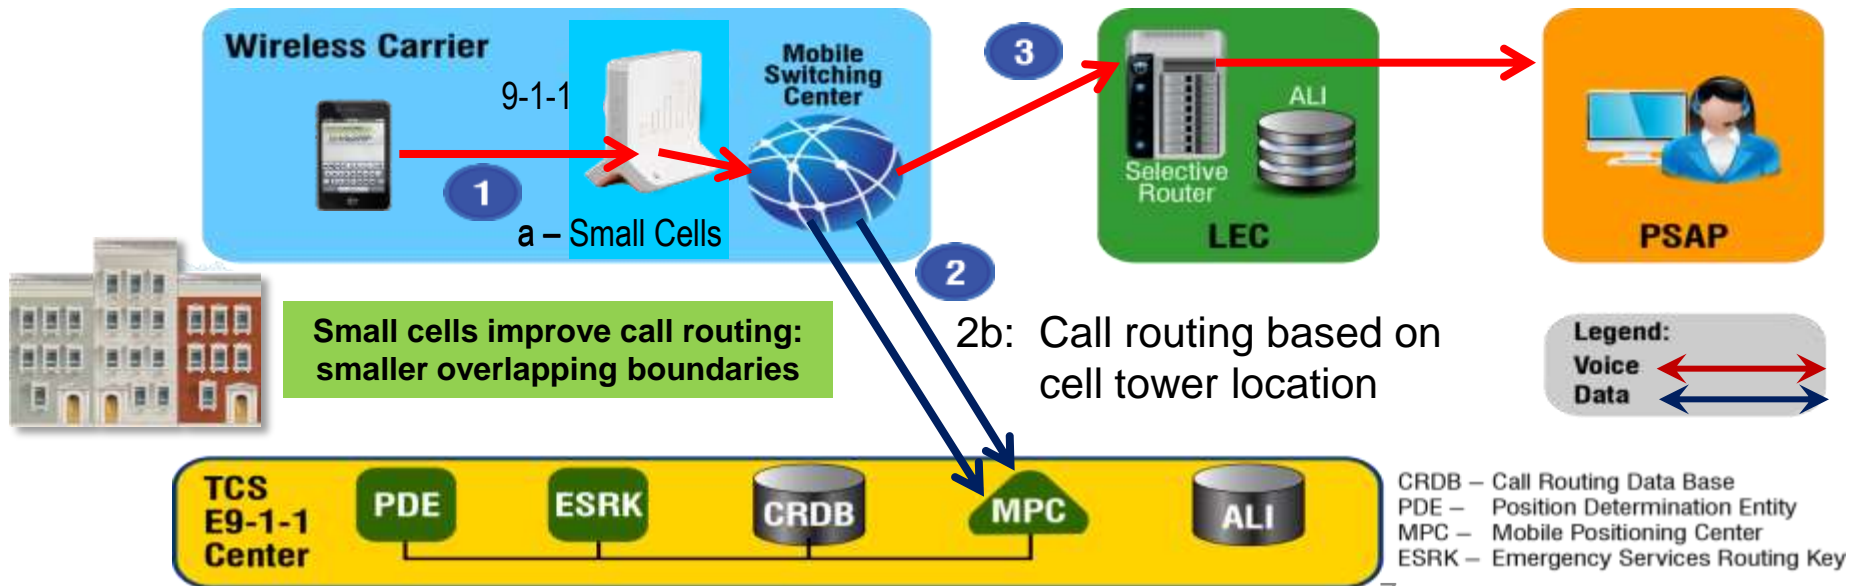 Wireless Carrier
9-1-1
Mobile
Switching
Center
1
a – Small Cells
2
3
ALI
Selective
Router
LEC
PSAP
Small cells improve call routing:
smaller overlapping boundaries
2b: Call routing based on
cell tower location
Legend:
Voice
Data
TCS
E9-1-1
Center
PDE
ESRK
CRDB
MPC
ALI
CRDB – Call Routing Data Base
PDE – Position Determination Entity
MPC – Mobile Positioning Center
ESRK – Emergency Services Routing Key